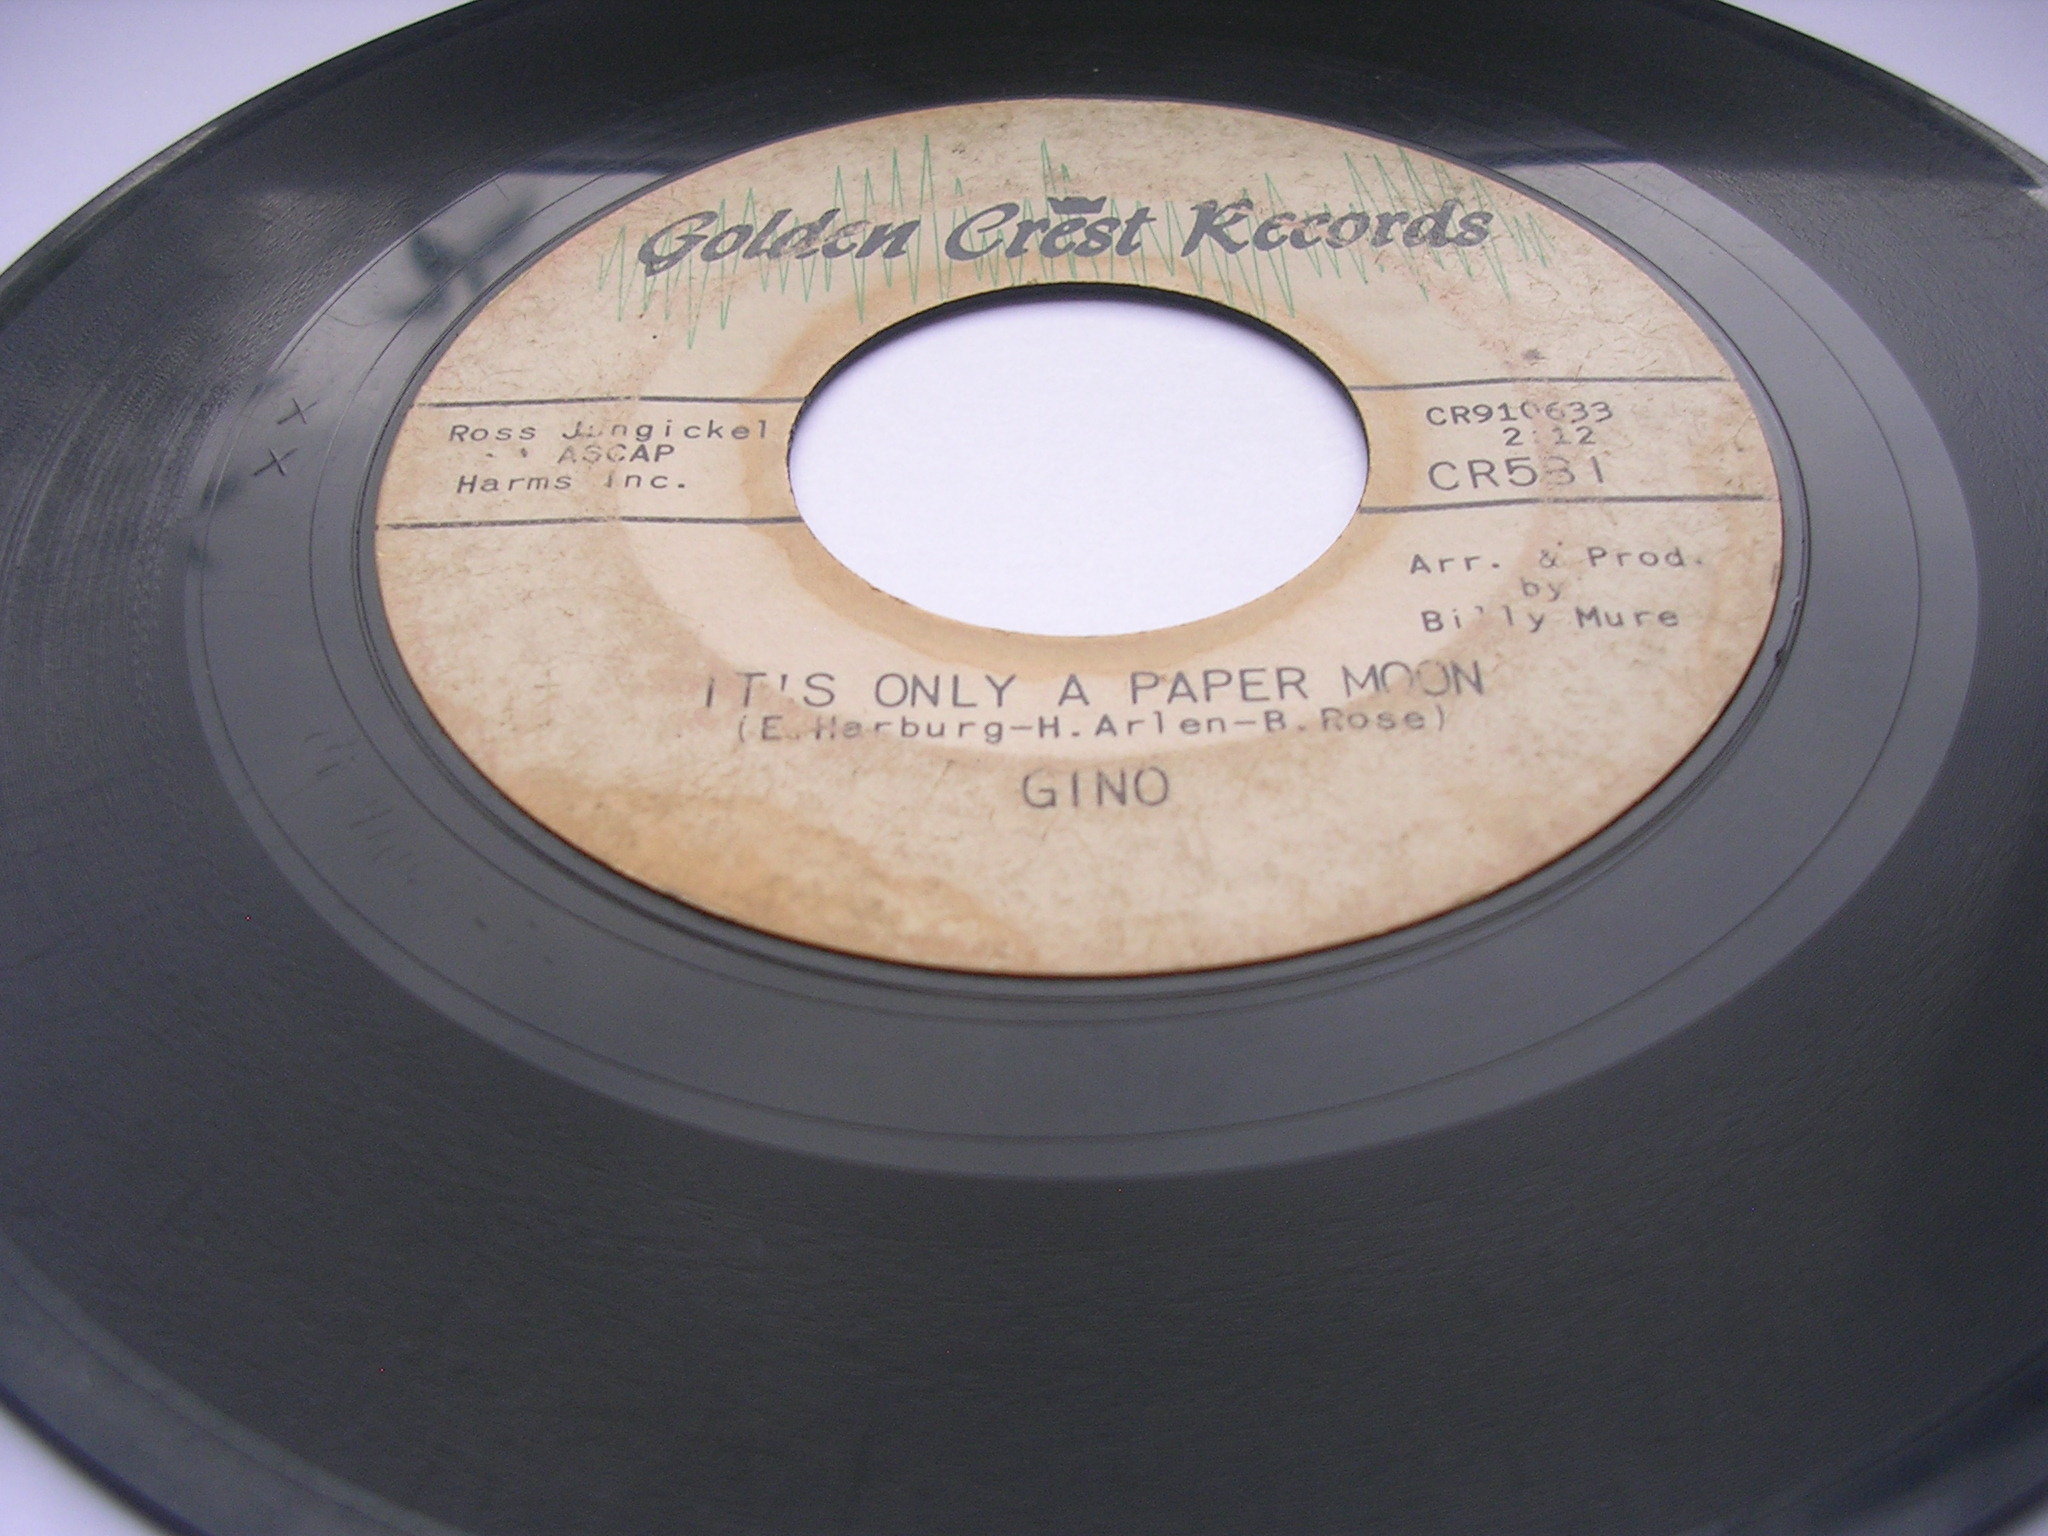 Golden Crest Records
Ross Jungickel
ASCAP
Harms Inc.
CR910633
2:12
CR581
Arr. & Prod.
by
Billy Mure
IT'S ONLY A PAPER MOON
(E.Harburg-H.Arlen-B.Rose)
GINO